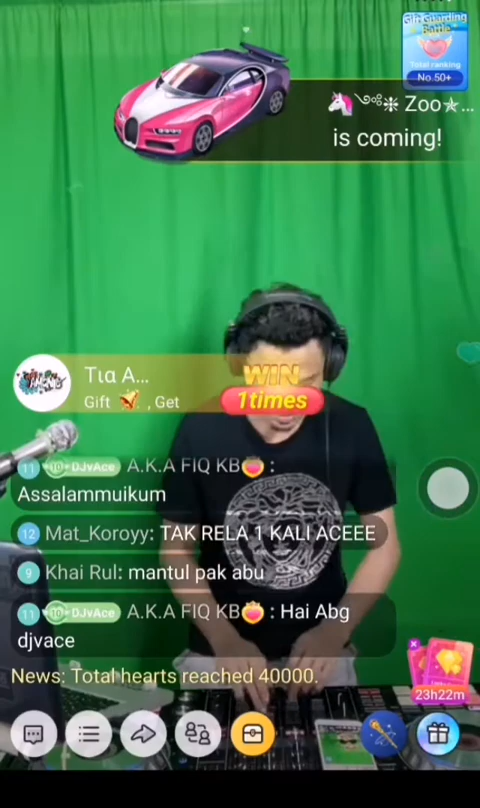 Gift Guarding
Battle
Total ranking
No.50+
Zoo★...
is coming!
Τια A...
WIN
Gift , Get
1times
11 DJvAce A.K.A FIQ KB :
Assalammuikum
12 Mat_Koroyy: TAK RELA 1 KALI ACEEE
9 Khai Rul: mantul pak abu
11 DJvAce A.K.A FIQ KB : Hai Abg
djvace
News: Total hearts reached 40000.
23h22m